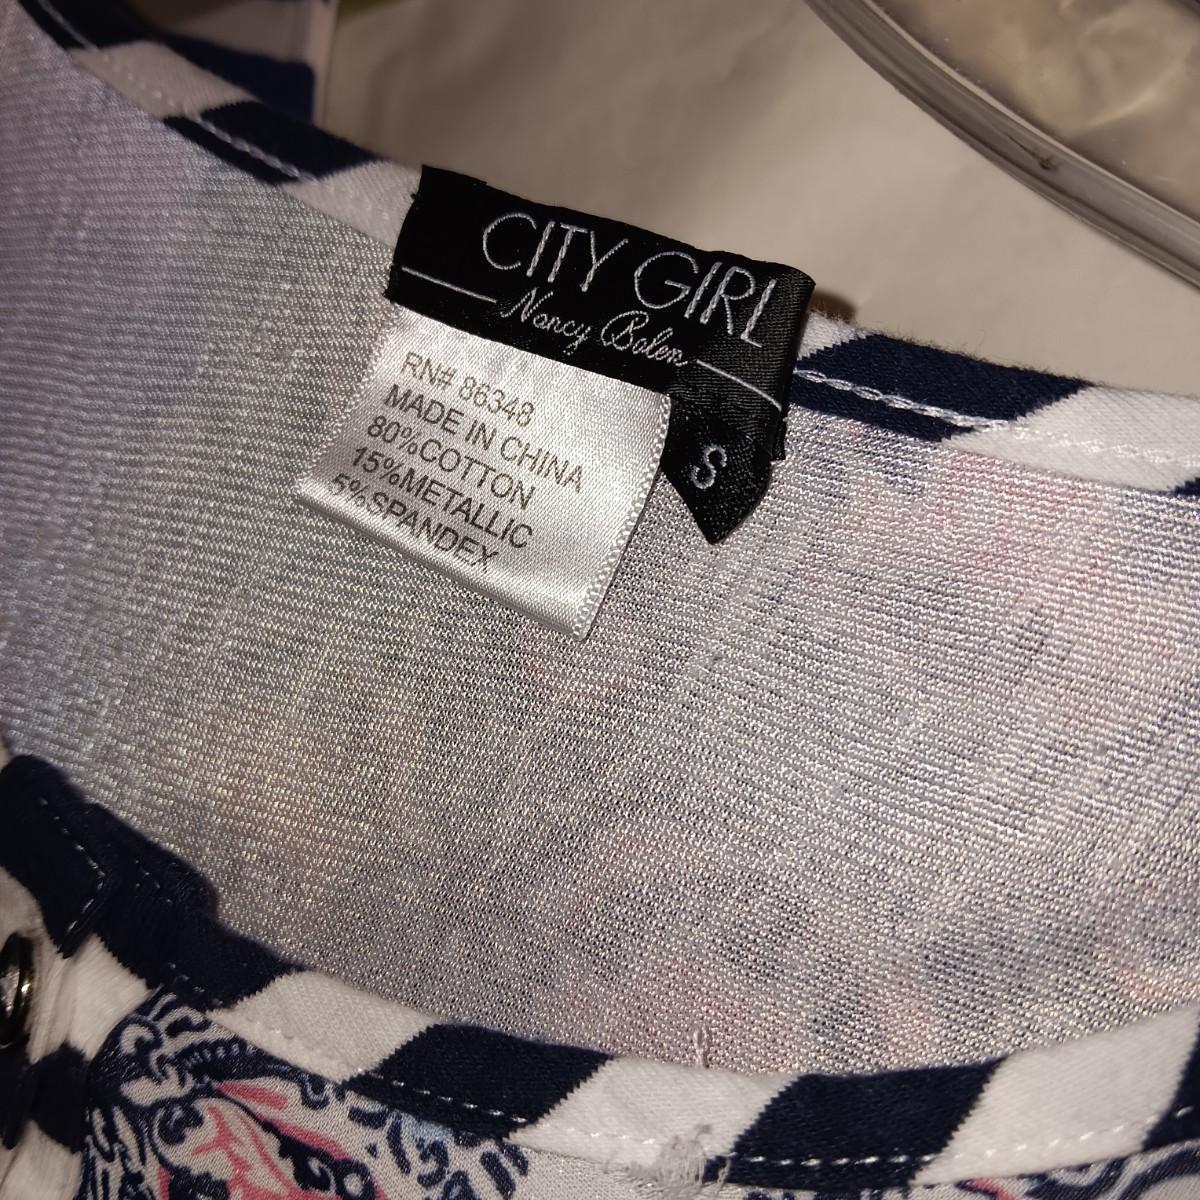 CITY GIRL
Nancy Bolen
S
RN# 86348
MADE IN CHINA
80%COTTON
15%METALLIC
5%SPANDEX